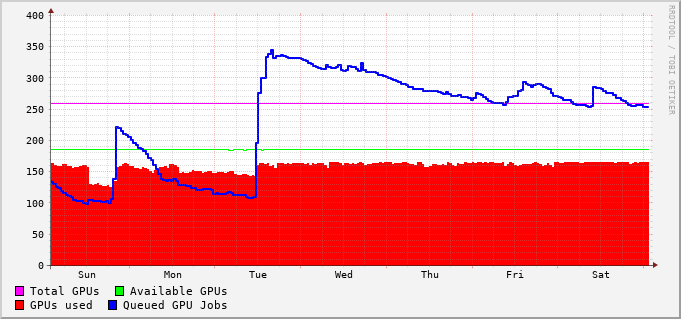 400
350
300
250
200
150
100
50
0
Sun Mon Tue Wed Thu Fri Sat
Total GPUs Available GPUs
GPUs used Queued GPU Jobs
RRDTOOL / TOBI OETIKER